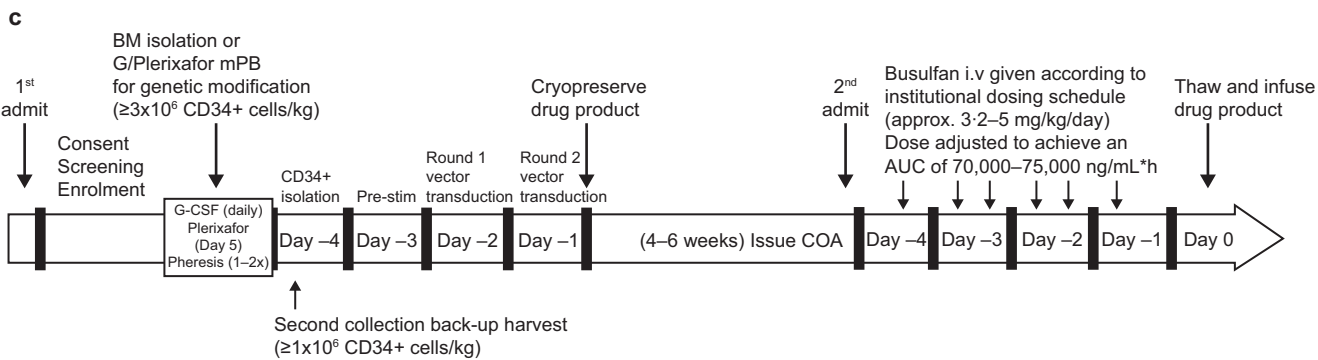 c
1st
admit
Consent
Screening
Enrolment
BM isolation or
G/Plerixafor mPB
for genetic modification
(≥3x10⁶ CD34+ cells/kg)
G-CSF (daily)
Plerixafor
(Day 5)
Pheresis (1–2x)
CD34+
isolation
Day –4
Second collection back-up harvest
(≥1x10⁶ CD34+ cells/kg)
Pre-stim
Day –3
Round 1
vector
transduction
Day –2
Round 2
vector
transduction
Day –1
Cryopreserve
drug product
(4–6 weeks) Issue COA
2nd
admit
Busulfan i.v given according to
institutional dosing schedule
(approx. 3·2–5 mg/kg/day)
Dose adjusted to achieve an
AUC of 70,000–75,000 ng/mL*h
Day –4
Day –3
Day –2
Day –1
Thaw and infuse
drug product
Day 0